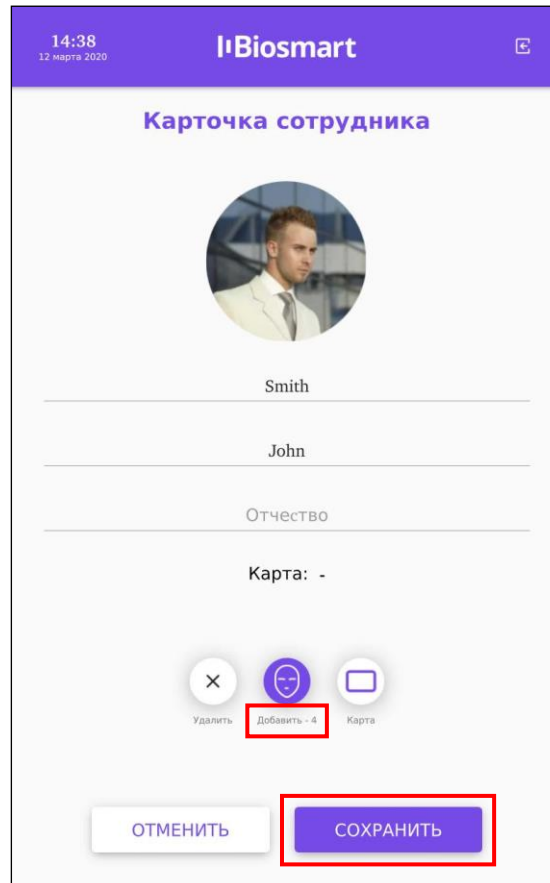 14:38
12 марта 2020
Biosmart
Карточка сотрудника
Smith
John
Отчество
Карта: -
Удалить
Добавить - 4
Карта
ОТМЕНИТЬ
СОХРАНИТЬ